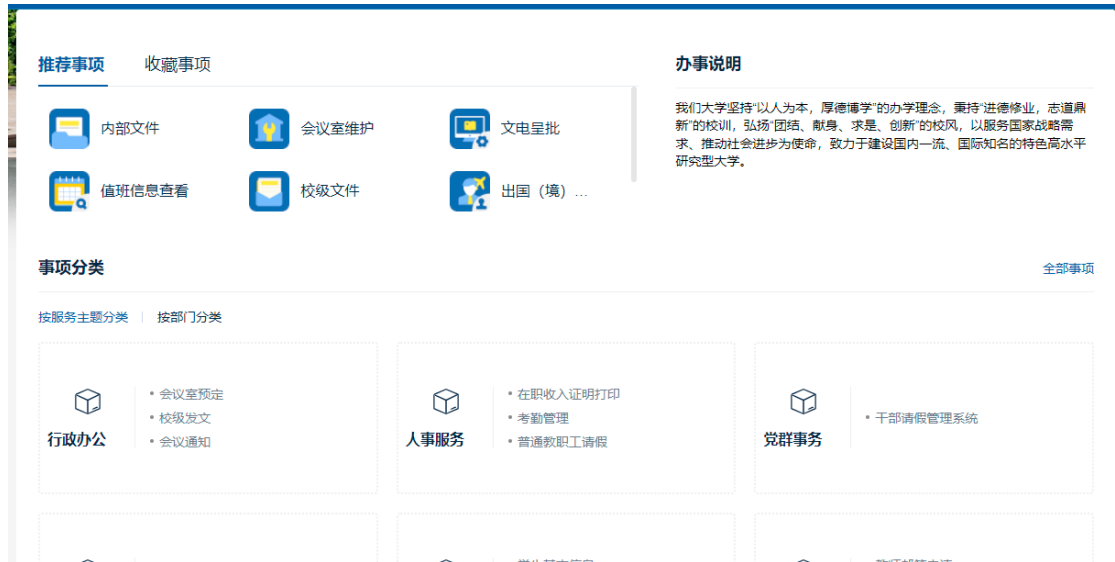 推荐事项
收藏事项
办事说明
内部文件
会议室维护
文电呈批
我们大学坚持“以人为本，厚德博学”的办学理念，秉持“进德修业，志道鼎
新”的校训，弘扬“团结、献身、求是、创新”的校风，以服务国家战略需
求、推动社会进步为使命，致力于建设国内一流、国际知名的特色高水平
研究型大学。
值班信息查看
校级文件
出国（境）...
事项分类
全部事项
按服务主题分类 | 按部门分类
行政办公
• 会议室预定
• 校级发文
• 会议通知
人事服务
• 在职收入证明打印
• 考勤管理
• 普通教职工请假
党群事务
• 干部请假管理系统